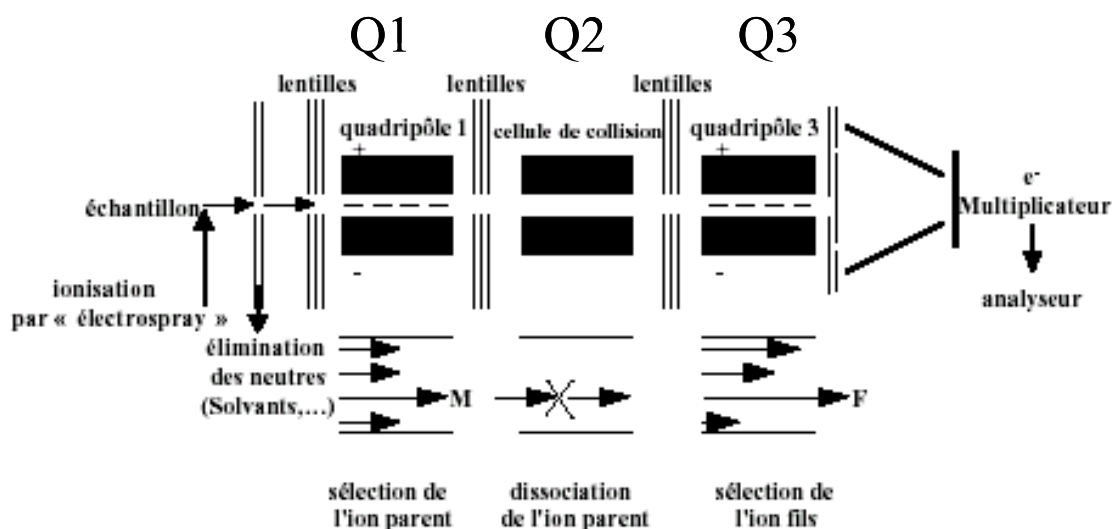 Q1
Q2
Q3
lentilles
lentilles
lentilles
quadripôle 1
cellule de collision
quadripôle 3
+
+
échantillon
e-
Multiplicateur
-
-
ionisation
par « électrospray »
analyseur
élimination
des neutres
(Solvants,...)
M
F
sélection de
l'ion parent
dissociation
de l'ion parent
sélection de
l'ion fils